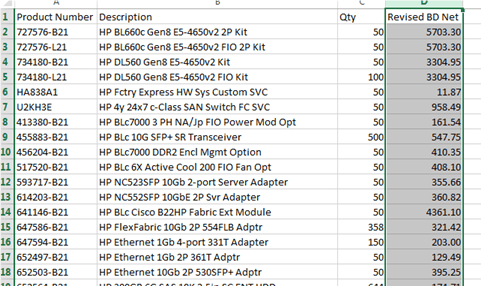 A B C D
1 Product Number Description Qty Revised BD Net
2 727576-B21 HP BL660c Gen8 E5-4650v2 2P Kit 50 5703.30
3 727576-L21 HP BL660c Gen8 E5-4650v2 FIO 2P Kit 50 5703.30
4 734180-B21 HP DL560 Gen8 E5-4650v2 Kit 50 3304.95
5 734180-L21 HP DL560 Gen8 E5-4650v2 FIO Kit 100 3304.95
6 HA838A1 HP Fctry Express HW Sys Custom SVC 50 11.87
7 U2KH3E HP 4y 24x7 c-Class SAN Switch FC SVC 50 958.49
8 413380-B21 HP BLc7000 3 PH NA/Jp FIO Power Mod Opt 50 161.54
9 455883-B21 HP BLc 10G SFP+ SR Transceiver 500 547.75
10 456204-B21 HP BLc7000 DDR2 Encl Mgmt Option 50 410.35
11 517520-B21 HP BLc 6X Active Cool 200 FIO Fan Opt 50 408.10
12 593717-B21 HP NC523SFP 10Gb 2-port Server Adapter 50 355.66
13 614203-B21 HP NC552SFP 10GbE 2P Svr Adapter 50 360.82
14 641146-B21 HP BLc Cisco B22HP Fabric Ext Module 50 4361.10
15 647586-B21 HP FlexFabric 10Gb 2P 554FLB Adptr 358 321.42
16 647594-B21 HP Ethernet 1Gb 4-port 331T Adapter 150 203.00
17 652497-B21 HP Ethernet 1Gb 2P 361T Adptr 50 129.49
18 652503-B21 HP Ethernet 10Gb 2P 530SFP+ Adptr 50 395.25